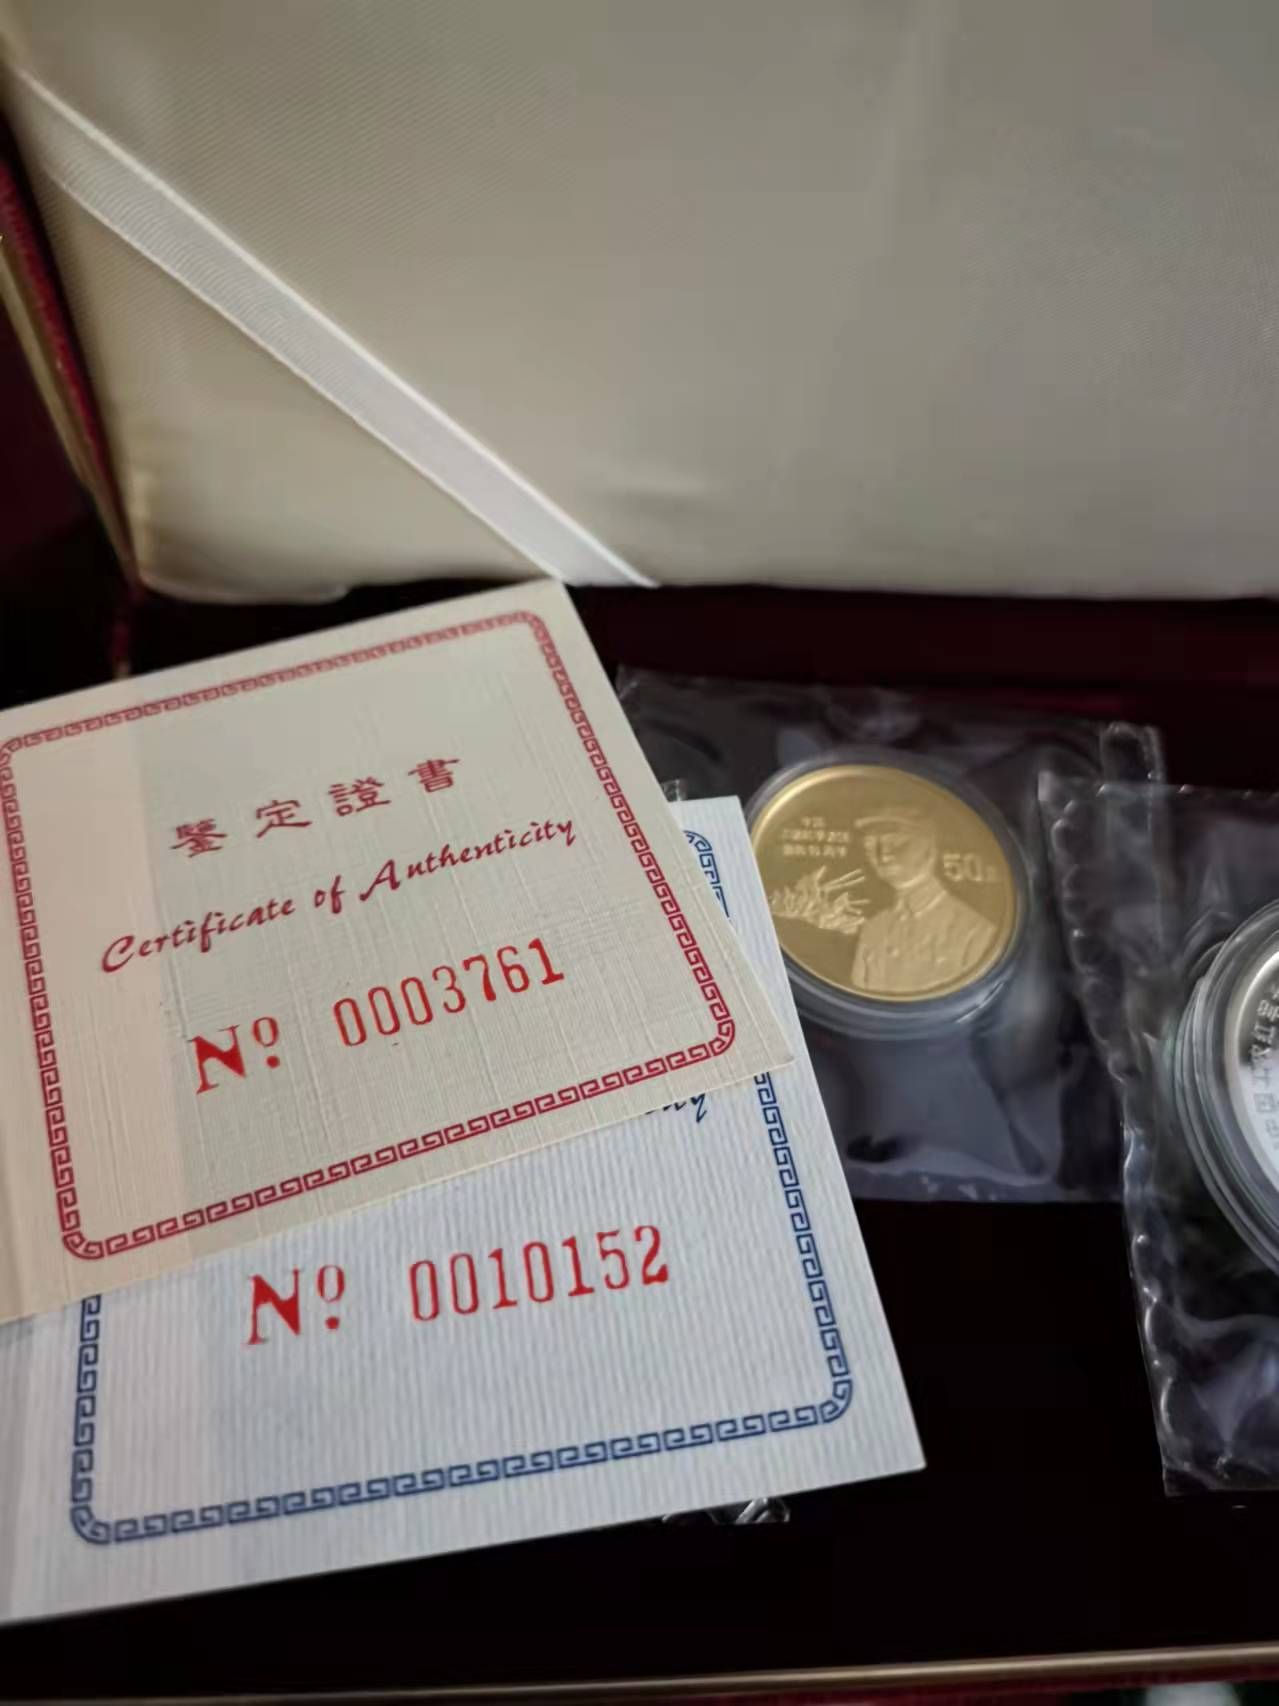 鑒定證書
Certificate of Authenticity
Nº 0003761
Nº 0010152
50元